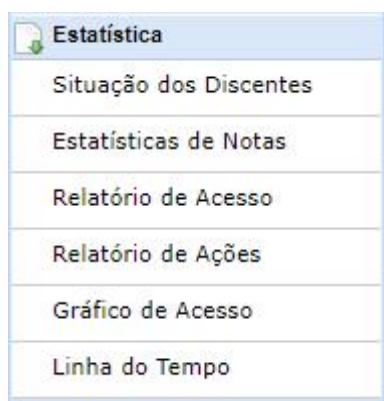 Estatística
Situação dos Discentes
Estatísticas de Notas
Relatório de Acesso
Relatório de Ações
Gráfico de Acesso
Linha do Tempo